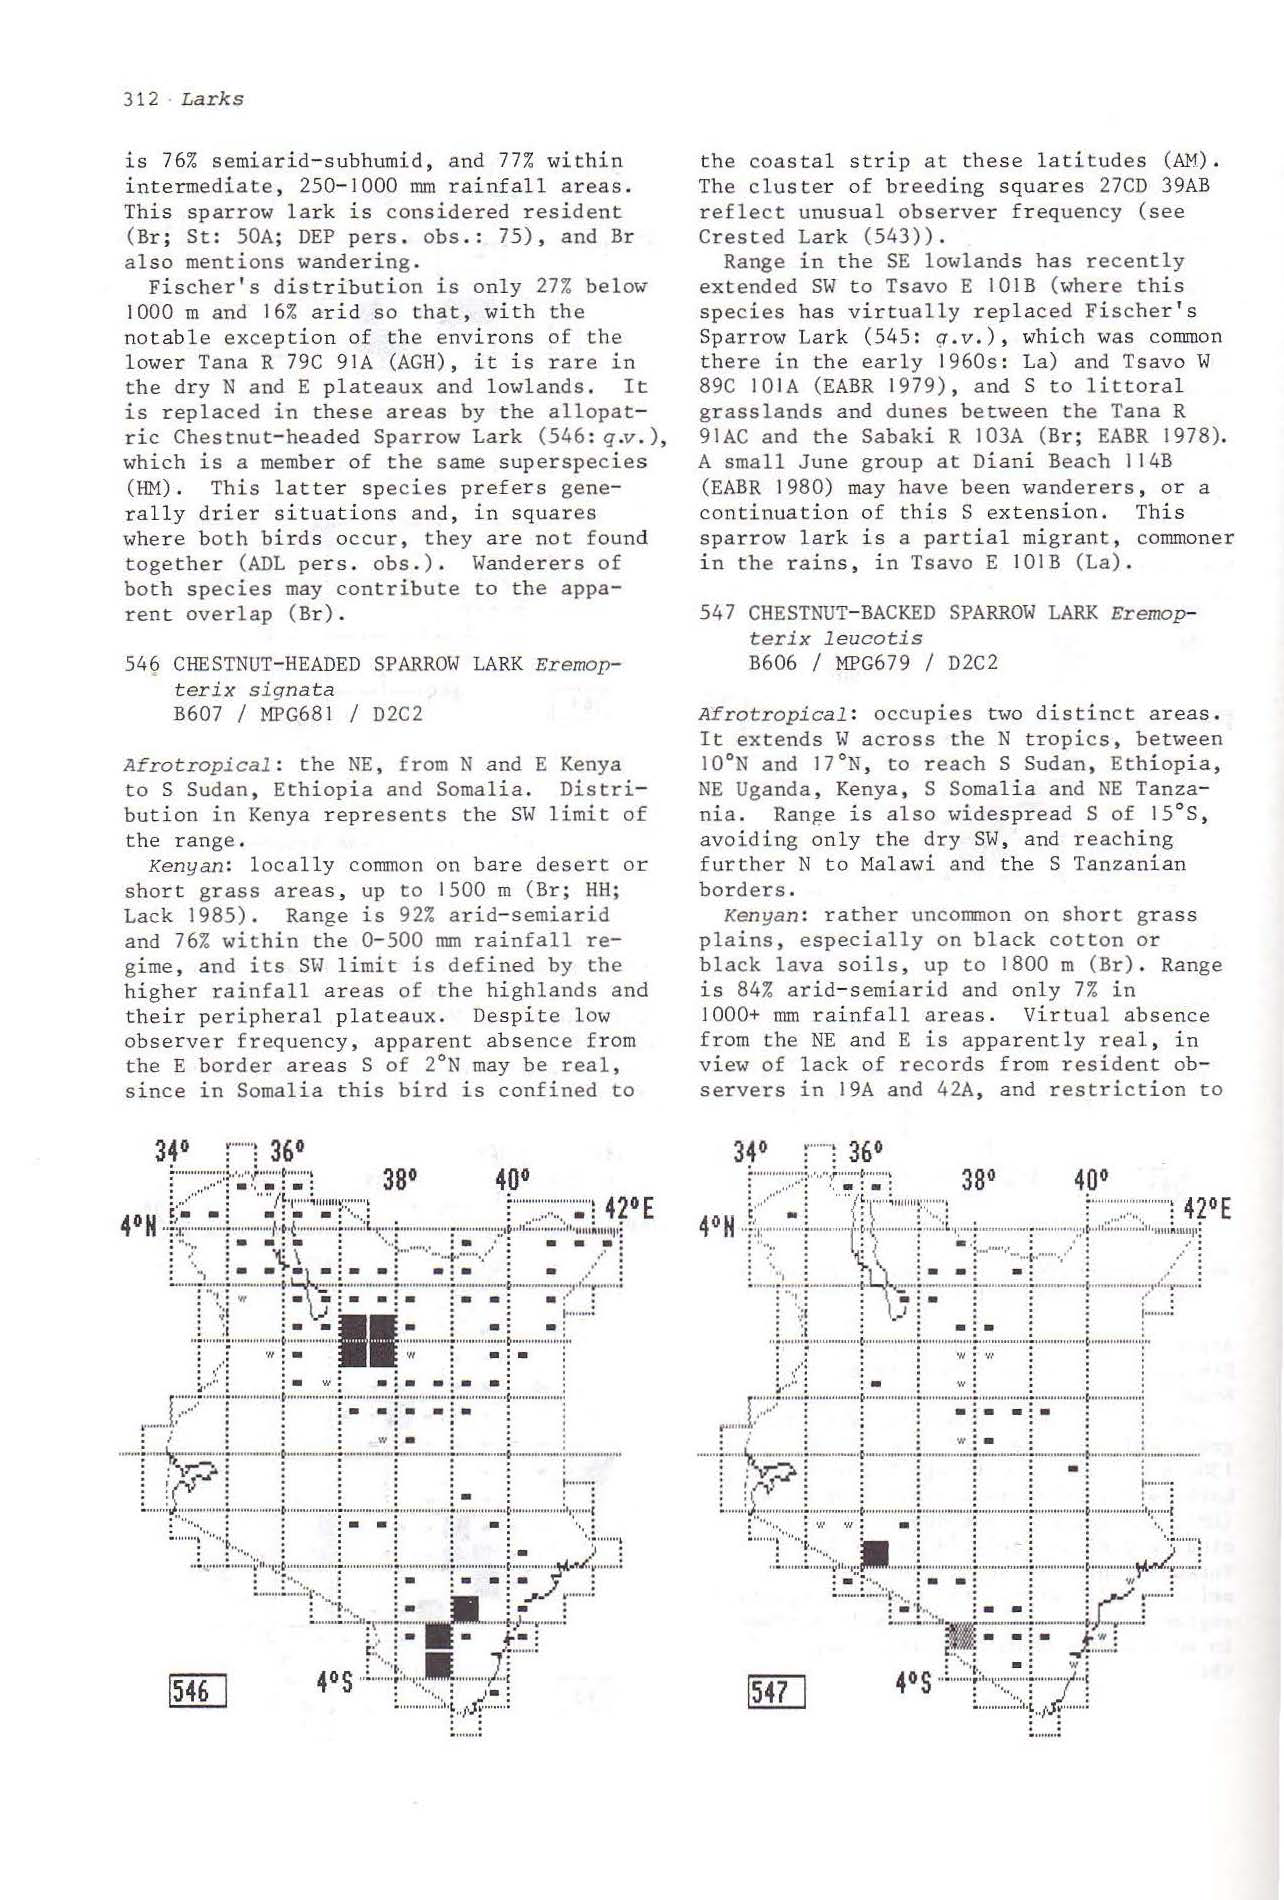 312 · Larks
is 76% semiarid-subhumid, and 77% within
intermediate, 250-1000 mm rainfall areas.
This sparrow lark is considered resident
(Br; St: 50A; DEP pers. obs.: 75), and Br
also mentions wandering.
Fischer's distribution is only 27% below
1000 m and 16% arid so that, with the
notable exception of the environs of the
lower Tana R 79C 91A (AGH), it is rare in
the dry N and E plateaux and lowlands. It
is replaced in these areas by the allopat-
ric Chestnut-headed Sparrow Lark (546: q.v.),
which is a member of the same superspecies
(HM). This latter species prefers gene-
rally drier situations and, in squares
where both birds occur, they are not found
together (ADL pers. obs.). Wanderers of
both species may contribute to the appa-
rent overlap (Br).
546 CHESTNUT-HEADED SPARROW LARK Eremop-
terix signata
B607 / MPG681 / D2C2
Afrotropical: the NE, from N and E Kenya
to S Sudan, Ethiopia and Somalia. Distri-
bution in Kenya represents the SW limit of
the range.
Kenyan: locally common on bare desert or
short grass areas, up to 1500 m (Br; HH;
Lack 1985). Range is 92% arid-semiarid
and 76% within the 0-500 mm rainfall re-
gime, and its SW limit is defined by the
higher rainfall areas of the highlands and
their peripheral plateaux. Despite low
observer frequency, apparent absence from
the E border areas S of 2°N may be real,
since in Somalia this bird is confined to
the coastal strip at these latitudes (AM).
The cluster of breeding squares 27CD 39AB
reflect unusual observer frequency (see
Crested Lark (543)).
Range in the SE lowlands has recently
extended SW to Tsavo E 101B (where this
species has virtually replaced Fischer's
Sparrow Lark (545: q.v.), which was common
there in the early 1960s: La) and Tsavo W
89C 101A (EABR 1979), and S to littoral
grasslands and dunes between the Tana R
91AC and the Sabaki R 103A (Br; EABR 1978).
A small June group at Diani Beach 114B
(EABR 1980) may have been wanderers, or a
continuation of this S extension. This
sparrow lark is a partial migrant, commoner
in the rains, in Tsavo E 101B (La).
547 CHESTNUT-BACKED SPARROW LARK Eremop-
terix leucotis
B606 / MPG679 / D2C2
Afrotropical: occupies two distinct areas.
It extends W across the N tropics, between
10°N and 17°N, to reach S Sudan, Ethiopia,
NE Uganda, Kenya, S Somalia and NE Tanza-
nia. Range is also widespread S of 15°S,
avoiding only the dry SW, and reaching
further N to Malawi and the S Tanzanian
borders.
Kenyan: rather uncommon on short grass
plains, especially on black cotton or
black lava soils, up to 1800 m (Br). Range
is 84% arid-semiarid and only 7% in
1000+ mm rainfall areas. Virtual absence
from the NE and E is apparently real, in
view of lack of records from resident ob-
servers in 19A and 42A, and restriction to
34° 36°
38° 40°
42°E
4°N
W
W W
W
W
4°S
546
34° 36°
38° 40°
42°E
4°N
W W
W
W
W W
W
W
W
4°S
547